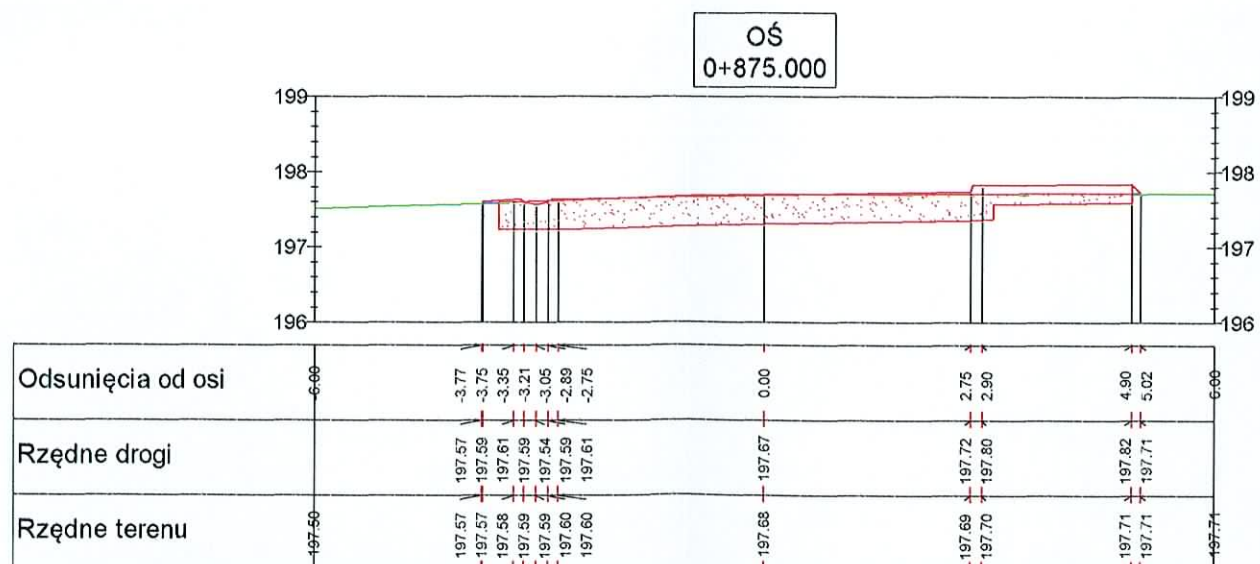 OŚ
0+875.000
199 199
198 198
197 197
196 196
Odsunięcia od osi -6.00 -3.77 -3.75 -3.35 -3.21 -3.05 -2.89 -2.75 0.00 2.75 2.90 4.90 5.02 6.00
Rzędne drogi 197.57 197.59 197.61 197.59 197.54 197.59 197.61 197.67 197.72 197.80 197.82 197.71
Rzędne terenu 197.50 197.57 197.57 197.58 197.59 197.59 197.60 197.60 197.68 197.69 197.70 197.71 197.71 197.71